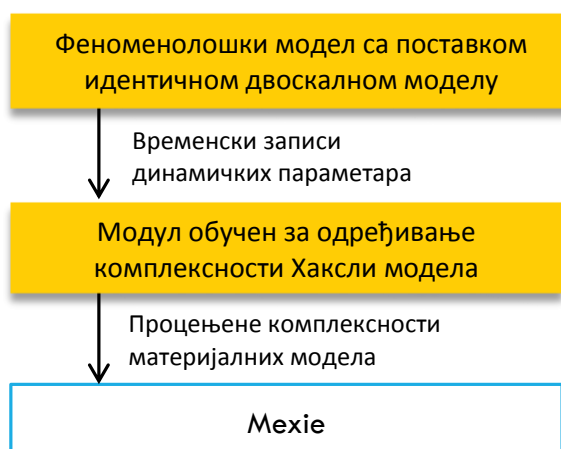 Феноменолошки модел са поставком
идентичном двоскалном моделу
Временски записи
динамичких параметара
Модул обучен за одређивање
комплексности Хаксли модела
Процењене комплексности
материјалних модела
Mexie